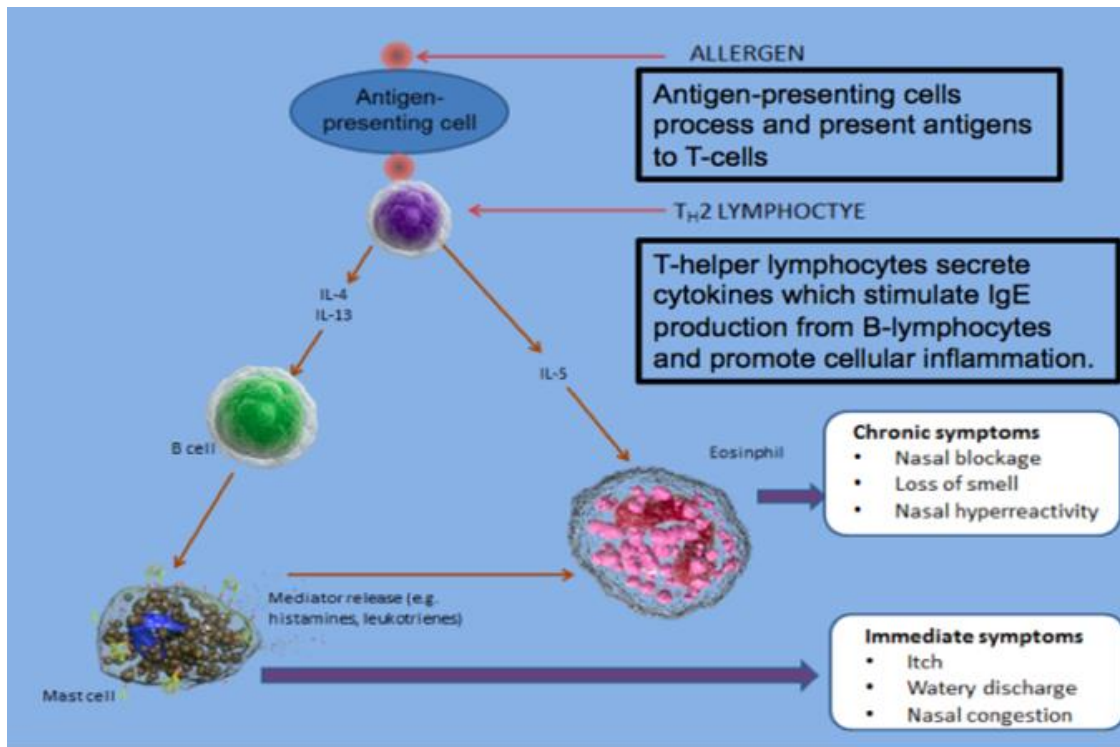 ALLERGEN
Antigen-
presenting cell
Antigen-presenting cells
process and present antigens
to T-cells
TH2 LYMPHOCTYE
T-helper lymphocytes secrete
cytokines which stimulate IgE
production from B-lymphocytes
and promote cellular inflammation.
IL-4
IL-13
IL-5
B cell
Eosinphil
Chronic symptoms
• Nasal blockage
• Loss of smell
• Nasal hyperreactivity
Mediator release (e.g.
histamines, leukotrienes)
Mast cell
Immediate symptoms
• Itch
• Watery discharge
• Nasal congestion